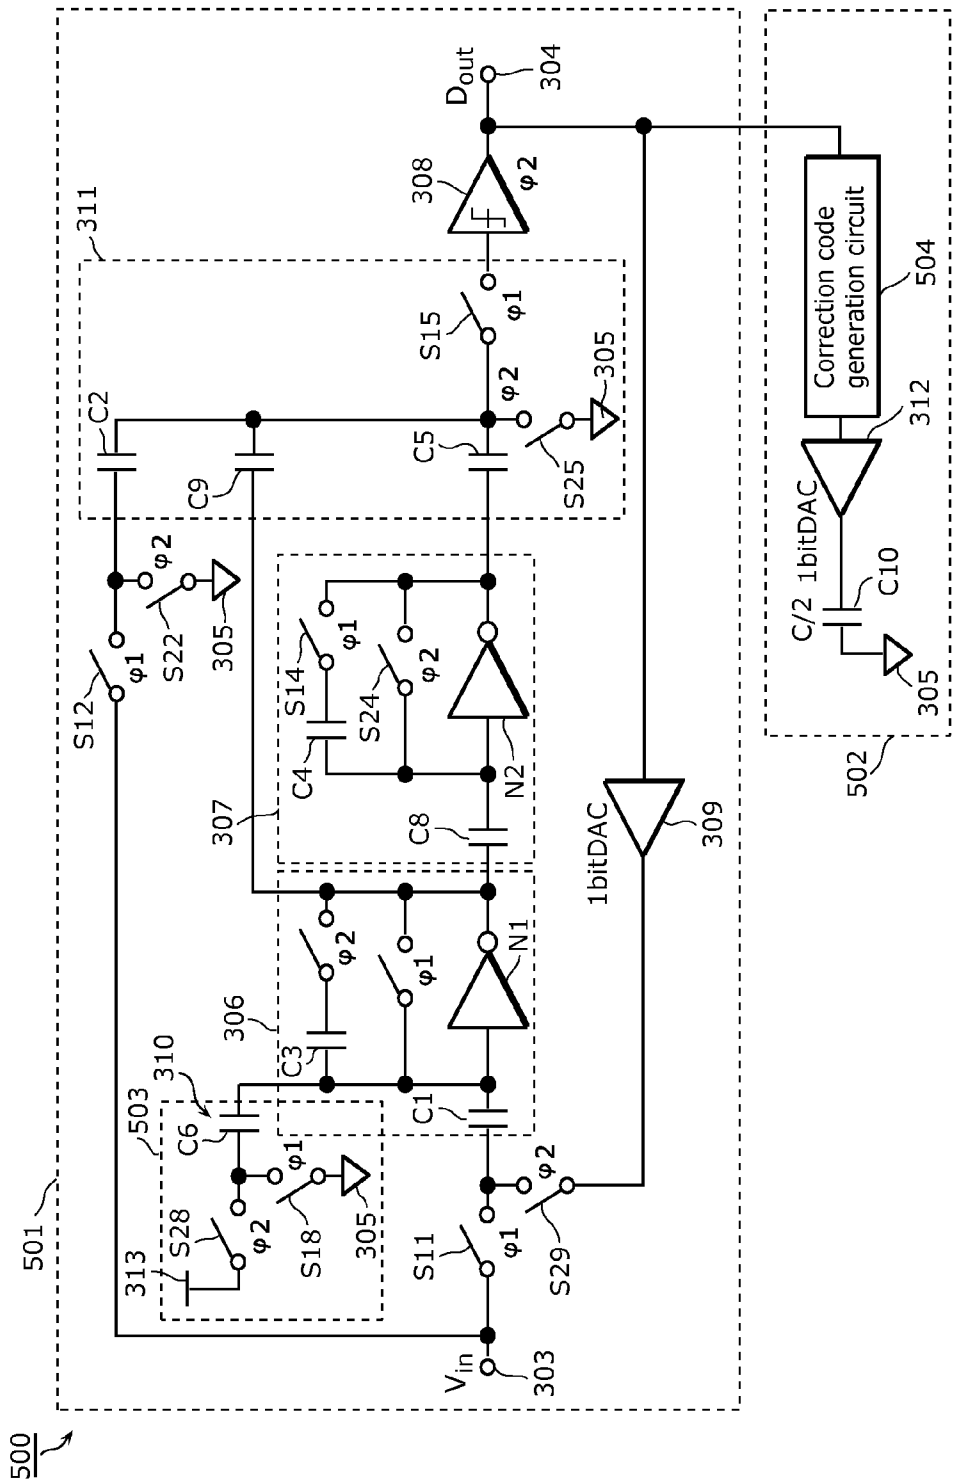 500
501
503
310
313
S28
φ2
C6
S18
φ1
305
Vin
303
S11
φ1
S29
φ2
C1
306
C3
φ2
φ1
N1
S12
φ1
S22
φ2
305
307
C4
S14
φ1
S24
φ2
C8
N2
311
C2
C9
C5
S25
φ2
305
S15
φ1
308
φ2
Dout
304
1bitDAC
309
502
504
Correction code
generation circuit
312
1bitDAC
C/2
C10
305